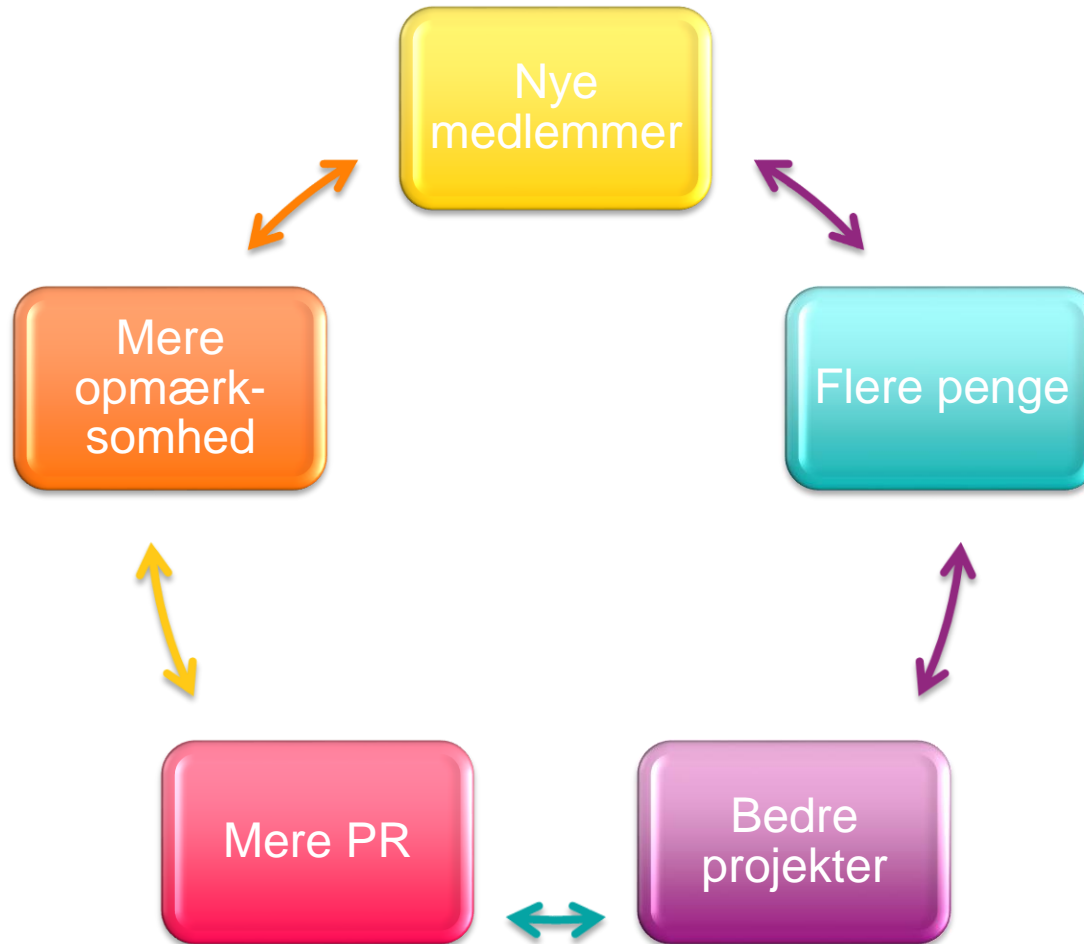 Nye
medlemmer
Flere penge
Bedre
projekter
Mere PR
Mere
opmærk-
somhed